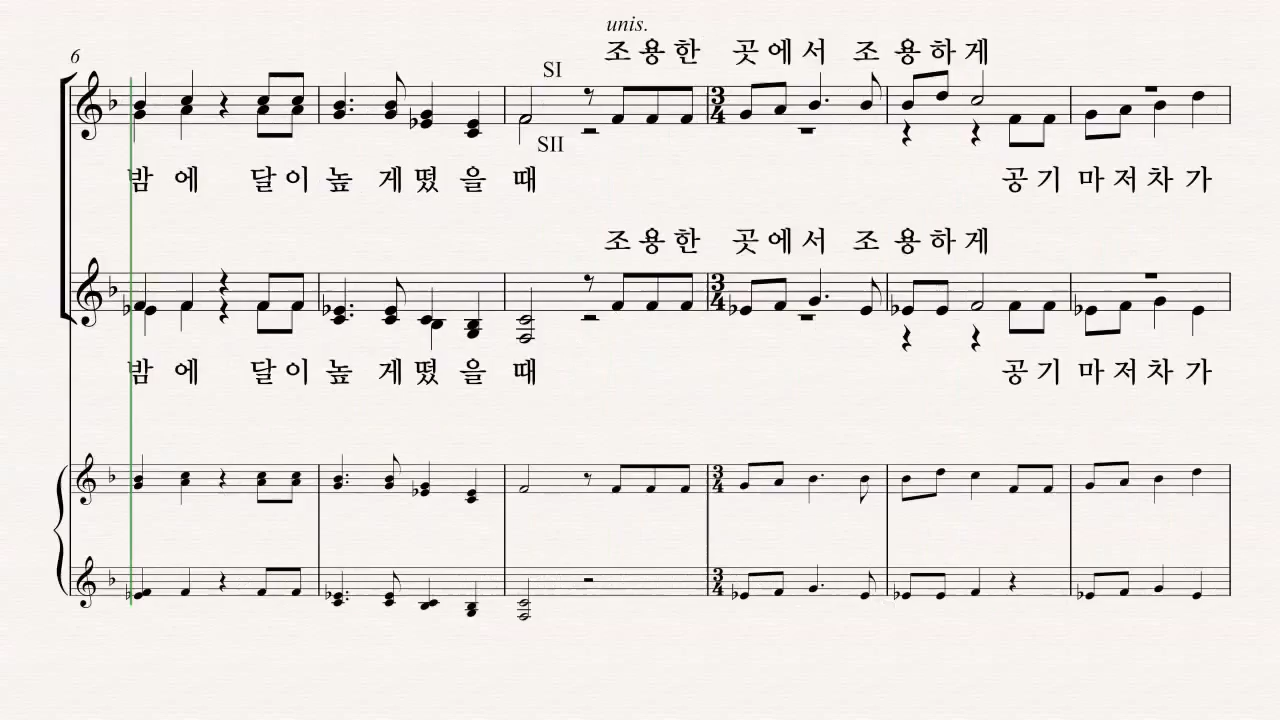 unis.
조용한 곳에서 조용하게
6
SI
SII
밤에 달이높 게떴을 때 공기 마저차가
조용한 곳에서 조용하게
밤에 달이높 게떴을 때 공기 마저차가